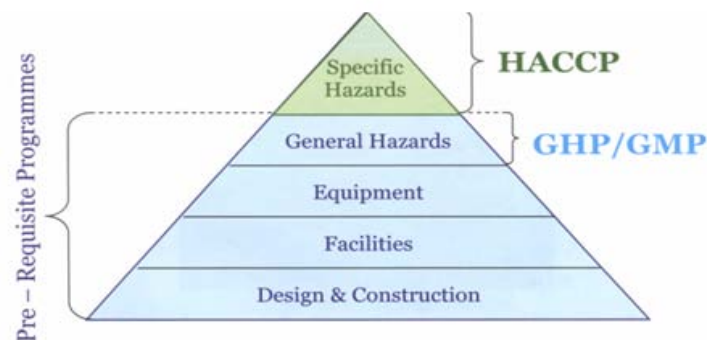 Specific
Hazards
HACCP
General Hazards
GHP/GMP
Equipment
Facilities
Design & Construction
Pre – Requisite Programmes